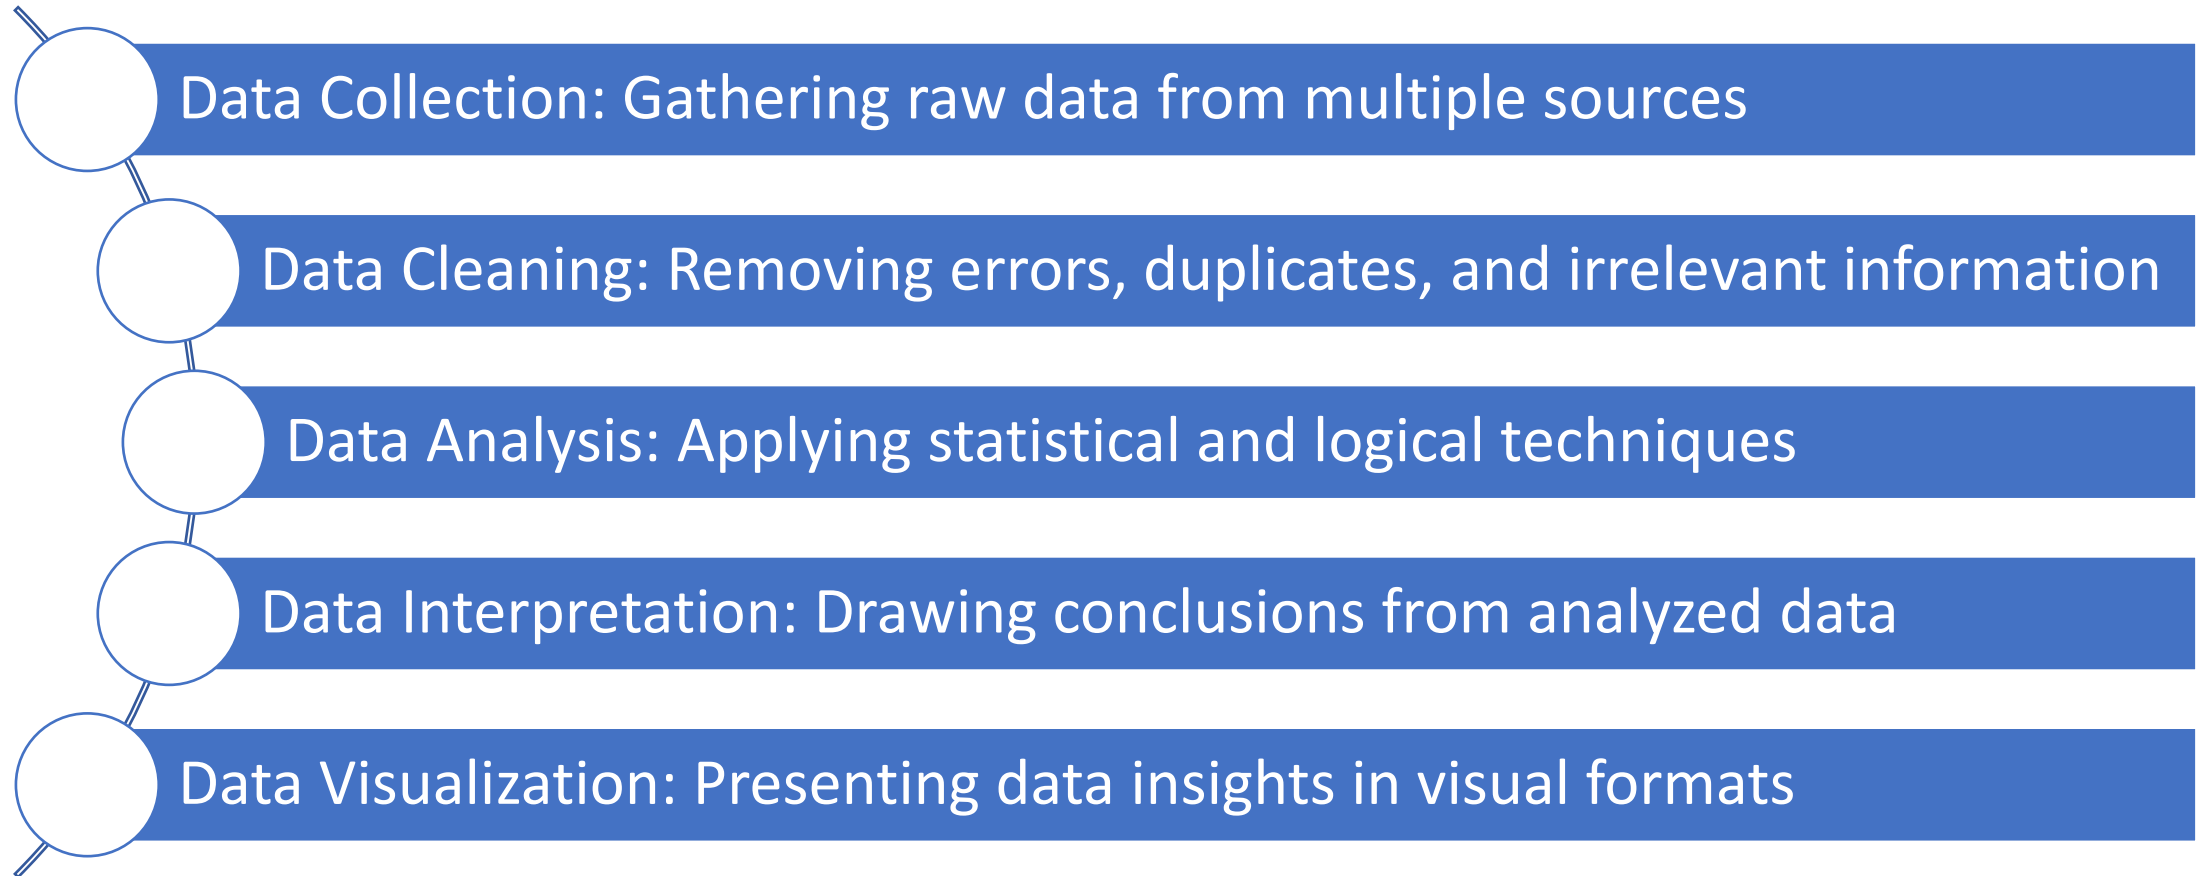 Data Collection: Gathering raw data from multiple sources
Data Cleaning: Removing errors, duplicates, and irrelevant information
Data Analysis: Applying statistical and logical techniques
Data Interpretation: Drawing conclusions from analyzed data
Data Visualization: Presenting data insights in visual formats